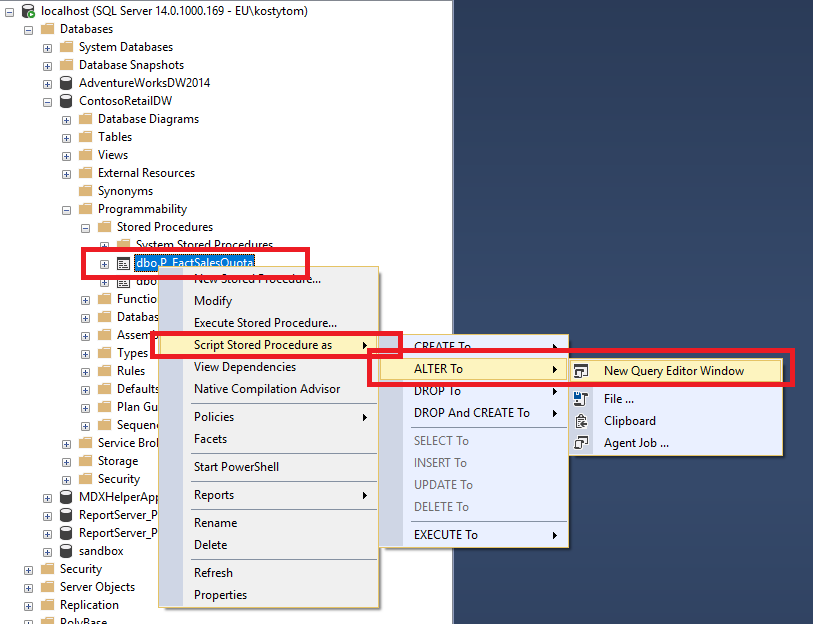 localhost (SQL Server 14.0.1000.169 - EU\kostytom)
Databases
System Databases
Database Snapshots
AdventureWorksDW2014
ContosoRetailDW
Database Diagrams
Tables
Views
External Resources
Synonyms
Programmability
Stored Procedures
System Stored Procedures
dbo.P_FactSalesQuota
dbo
Functio
Databas
Assem
Types
Rules
Defaults
Plan Gu
Sequen
Service Bro
Storage
Security
MDXHelperApp
ReportServer_P
ReportServer_P
sandbox
Security
Server Objects
Replication
PolyBase
New Stored Procedure...
Modify
Execute Stored Procedure...
Script Stored Procedure as
View Dependencies
Native Compilation Advisor
Policies
Facets
Start PowerShell
Reports
Rename
Delete
Refresh
Properties
CREATE To
ALTER To
DROP To
DROP And CREATE To
SELECT To
INSERT To
UPDATE To
DELETE To
EXECUTE To
New Query Editor Window
File ...
Clipboard
Agent Job ...